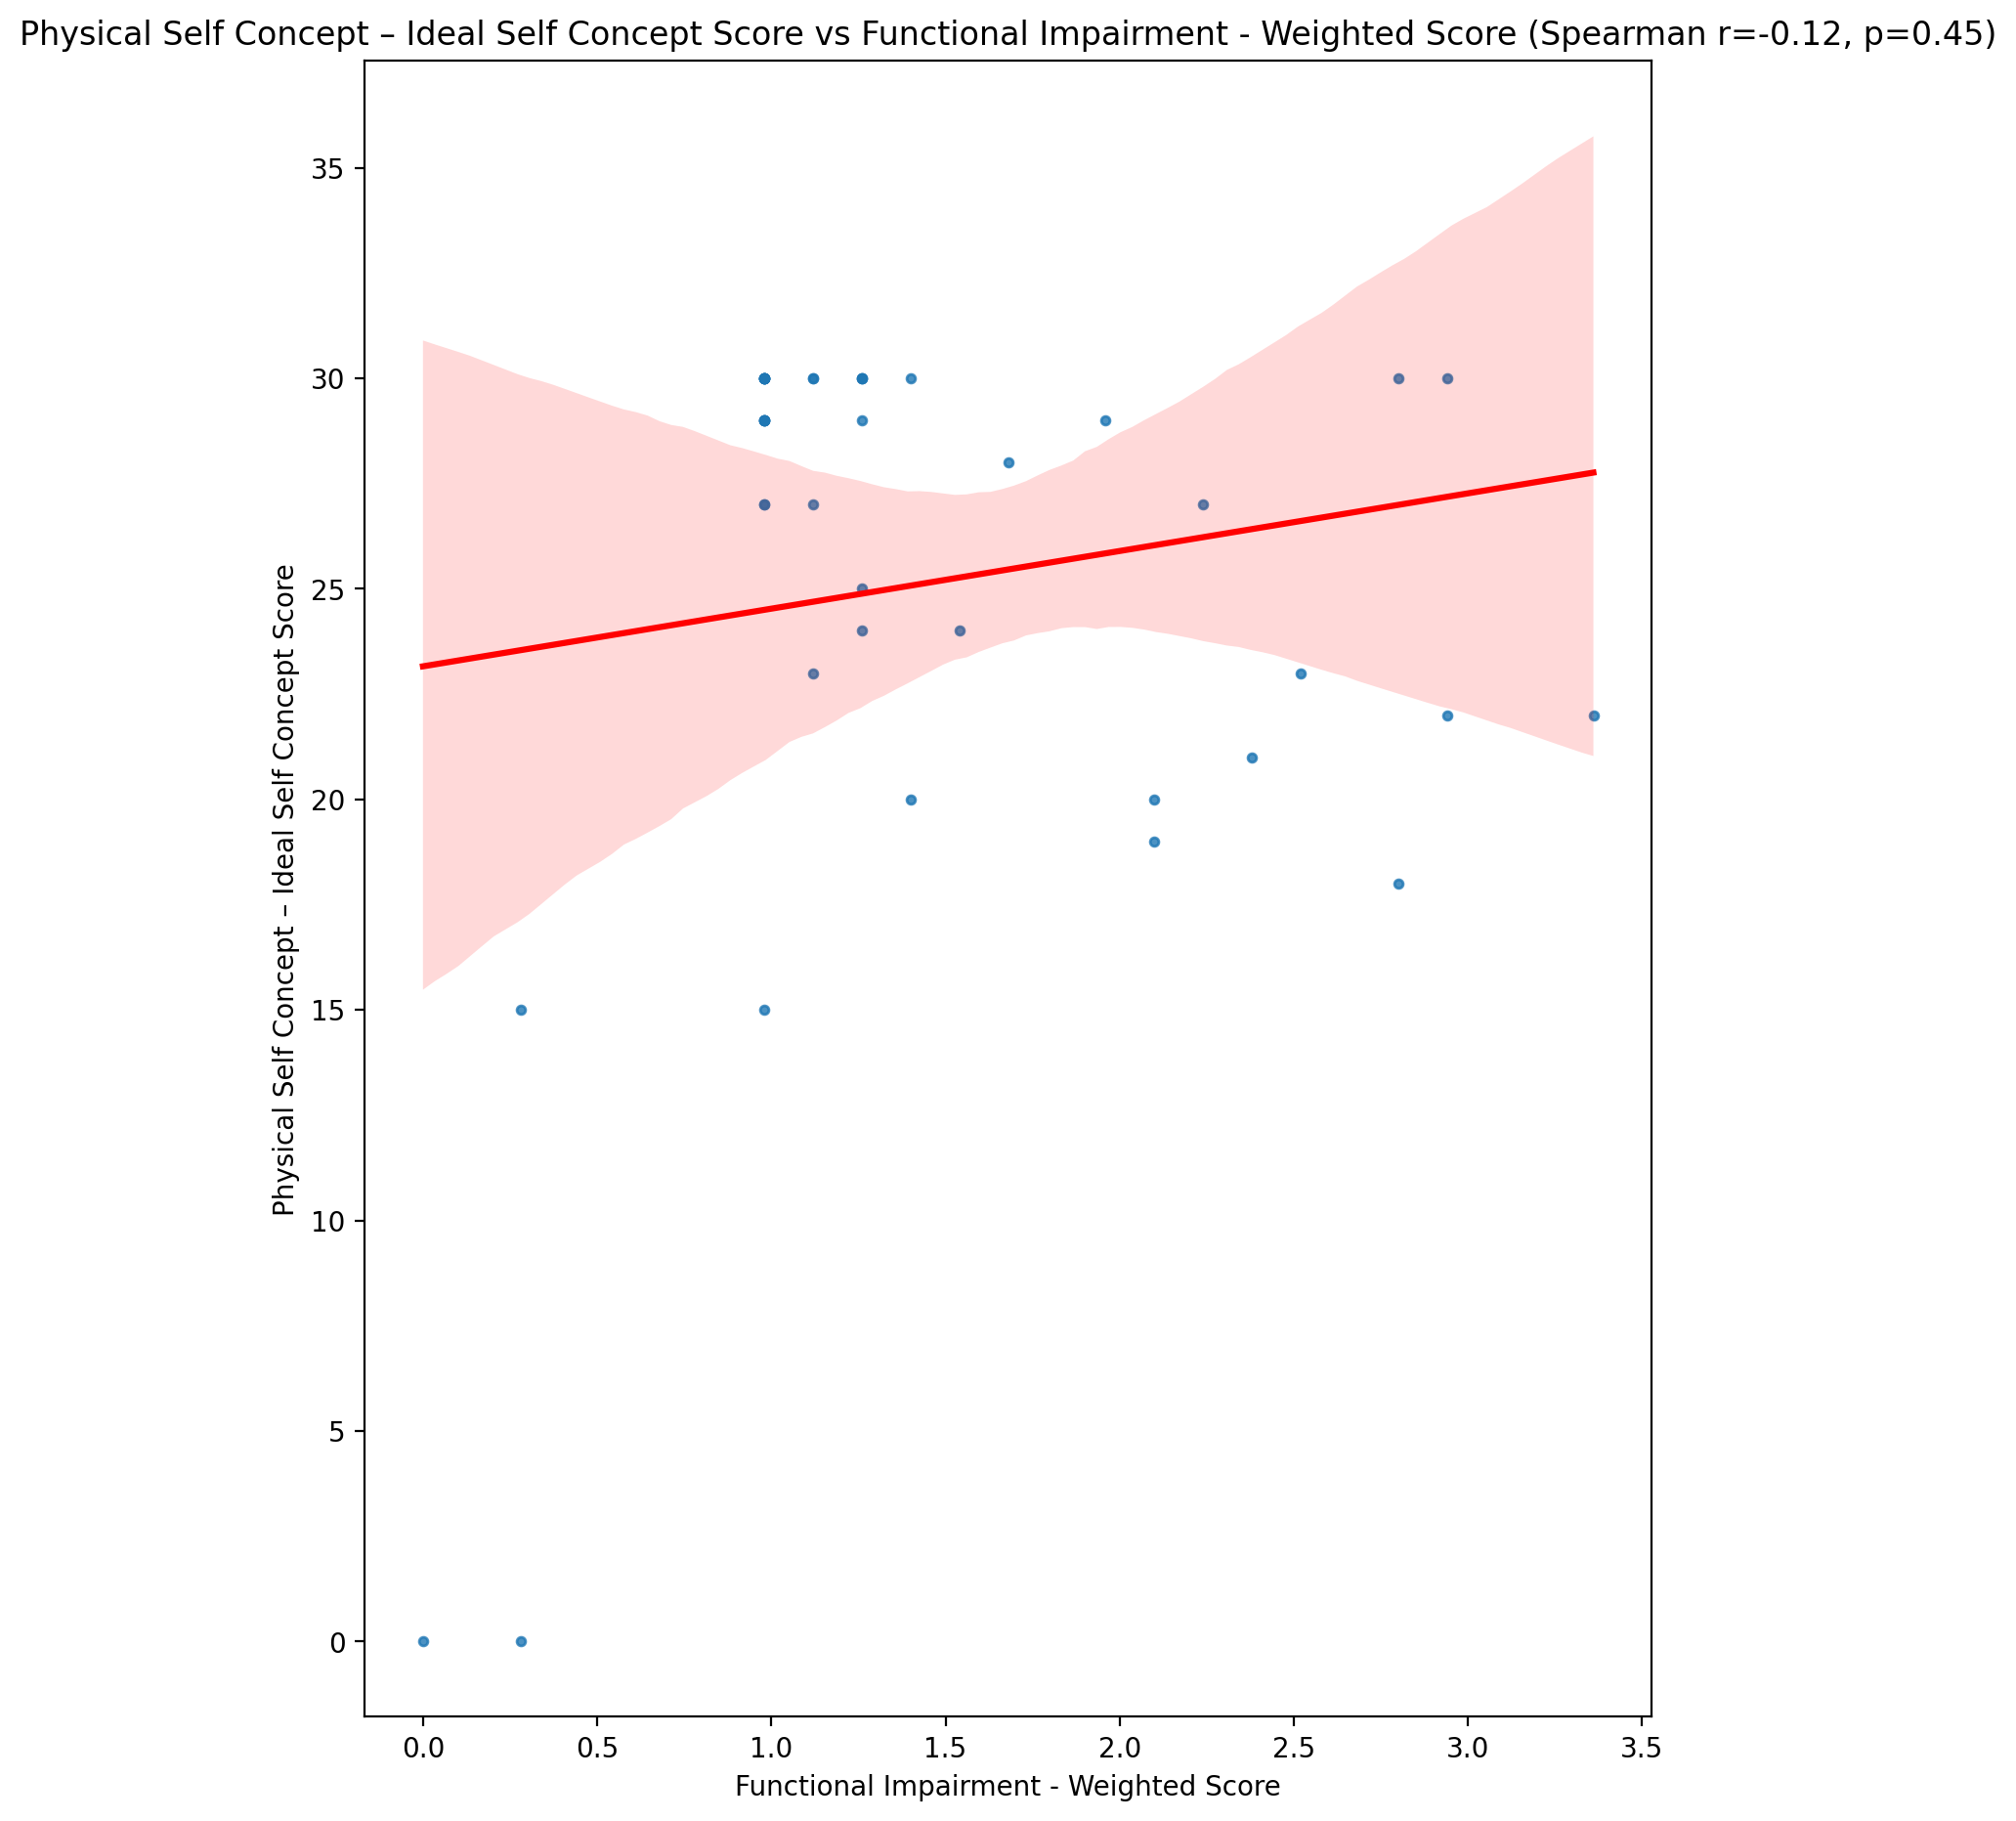 Physical Self Concept – Ideal Self Concept Score vs Functional Impairment - Weighted Score (Spearman r=-0.12, p=0.45)
Physical Self Concept – Ideal Self Concept Score
35
30
25
20
15
10
5
0
0.0 0.5 1.0 1.5 2.0 2.5 3.0 3.5
Functional Impairment - Weighted Score